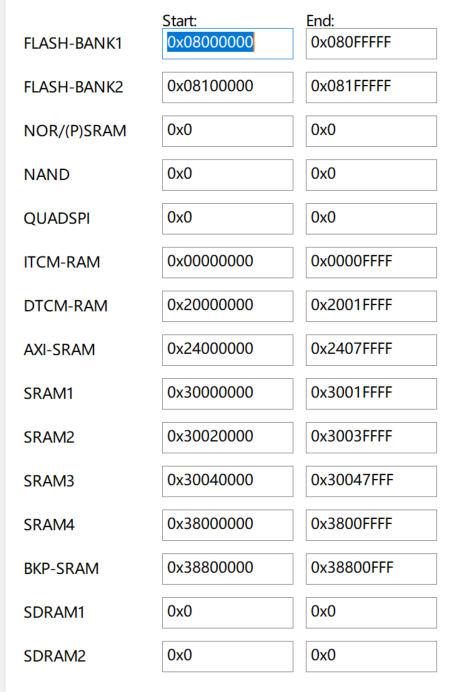 Start: End:
FLASH-BANK1 0x08000000 0x080FFFFF
FLASH-BANK2 0x08100000 0x081FFFFF
NOR/(P)SRAM 0x0 0x0
NAND 0x0 0x0
QUADSPI 0x0 0x0
ITCM-RAM 0x00000000 0x0000FFFF
DTCM-RAM 0x20000000 0x2001FFFF
AXI-SRAM 0x24000000 0x2407FFFF
SRAM1 0x30000000 0x3001FFFF
SRAM2 0x30020000 0x3003FFFF
SRAM3 0x30040000 0x30047FFF
SRAM4 0x38000000 0x3800FFFF
BKP-SRAM 0x38800000 0x38800FFF
SDRAM1 0x0 0x0
SDRAM2 0x0 0x0